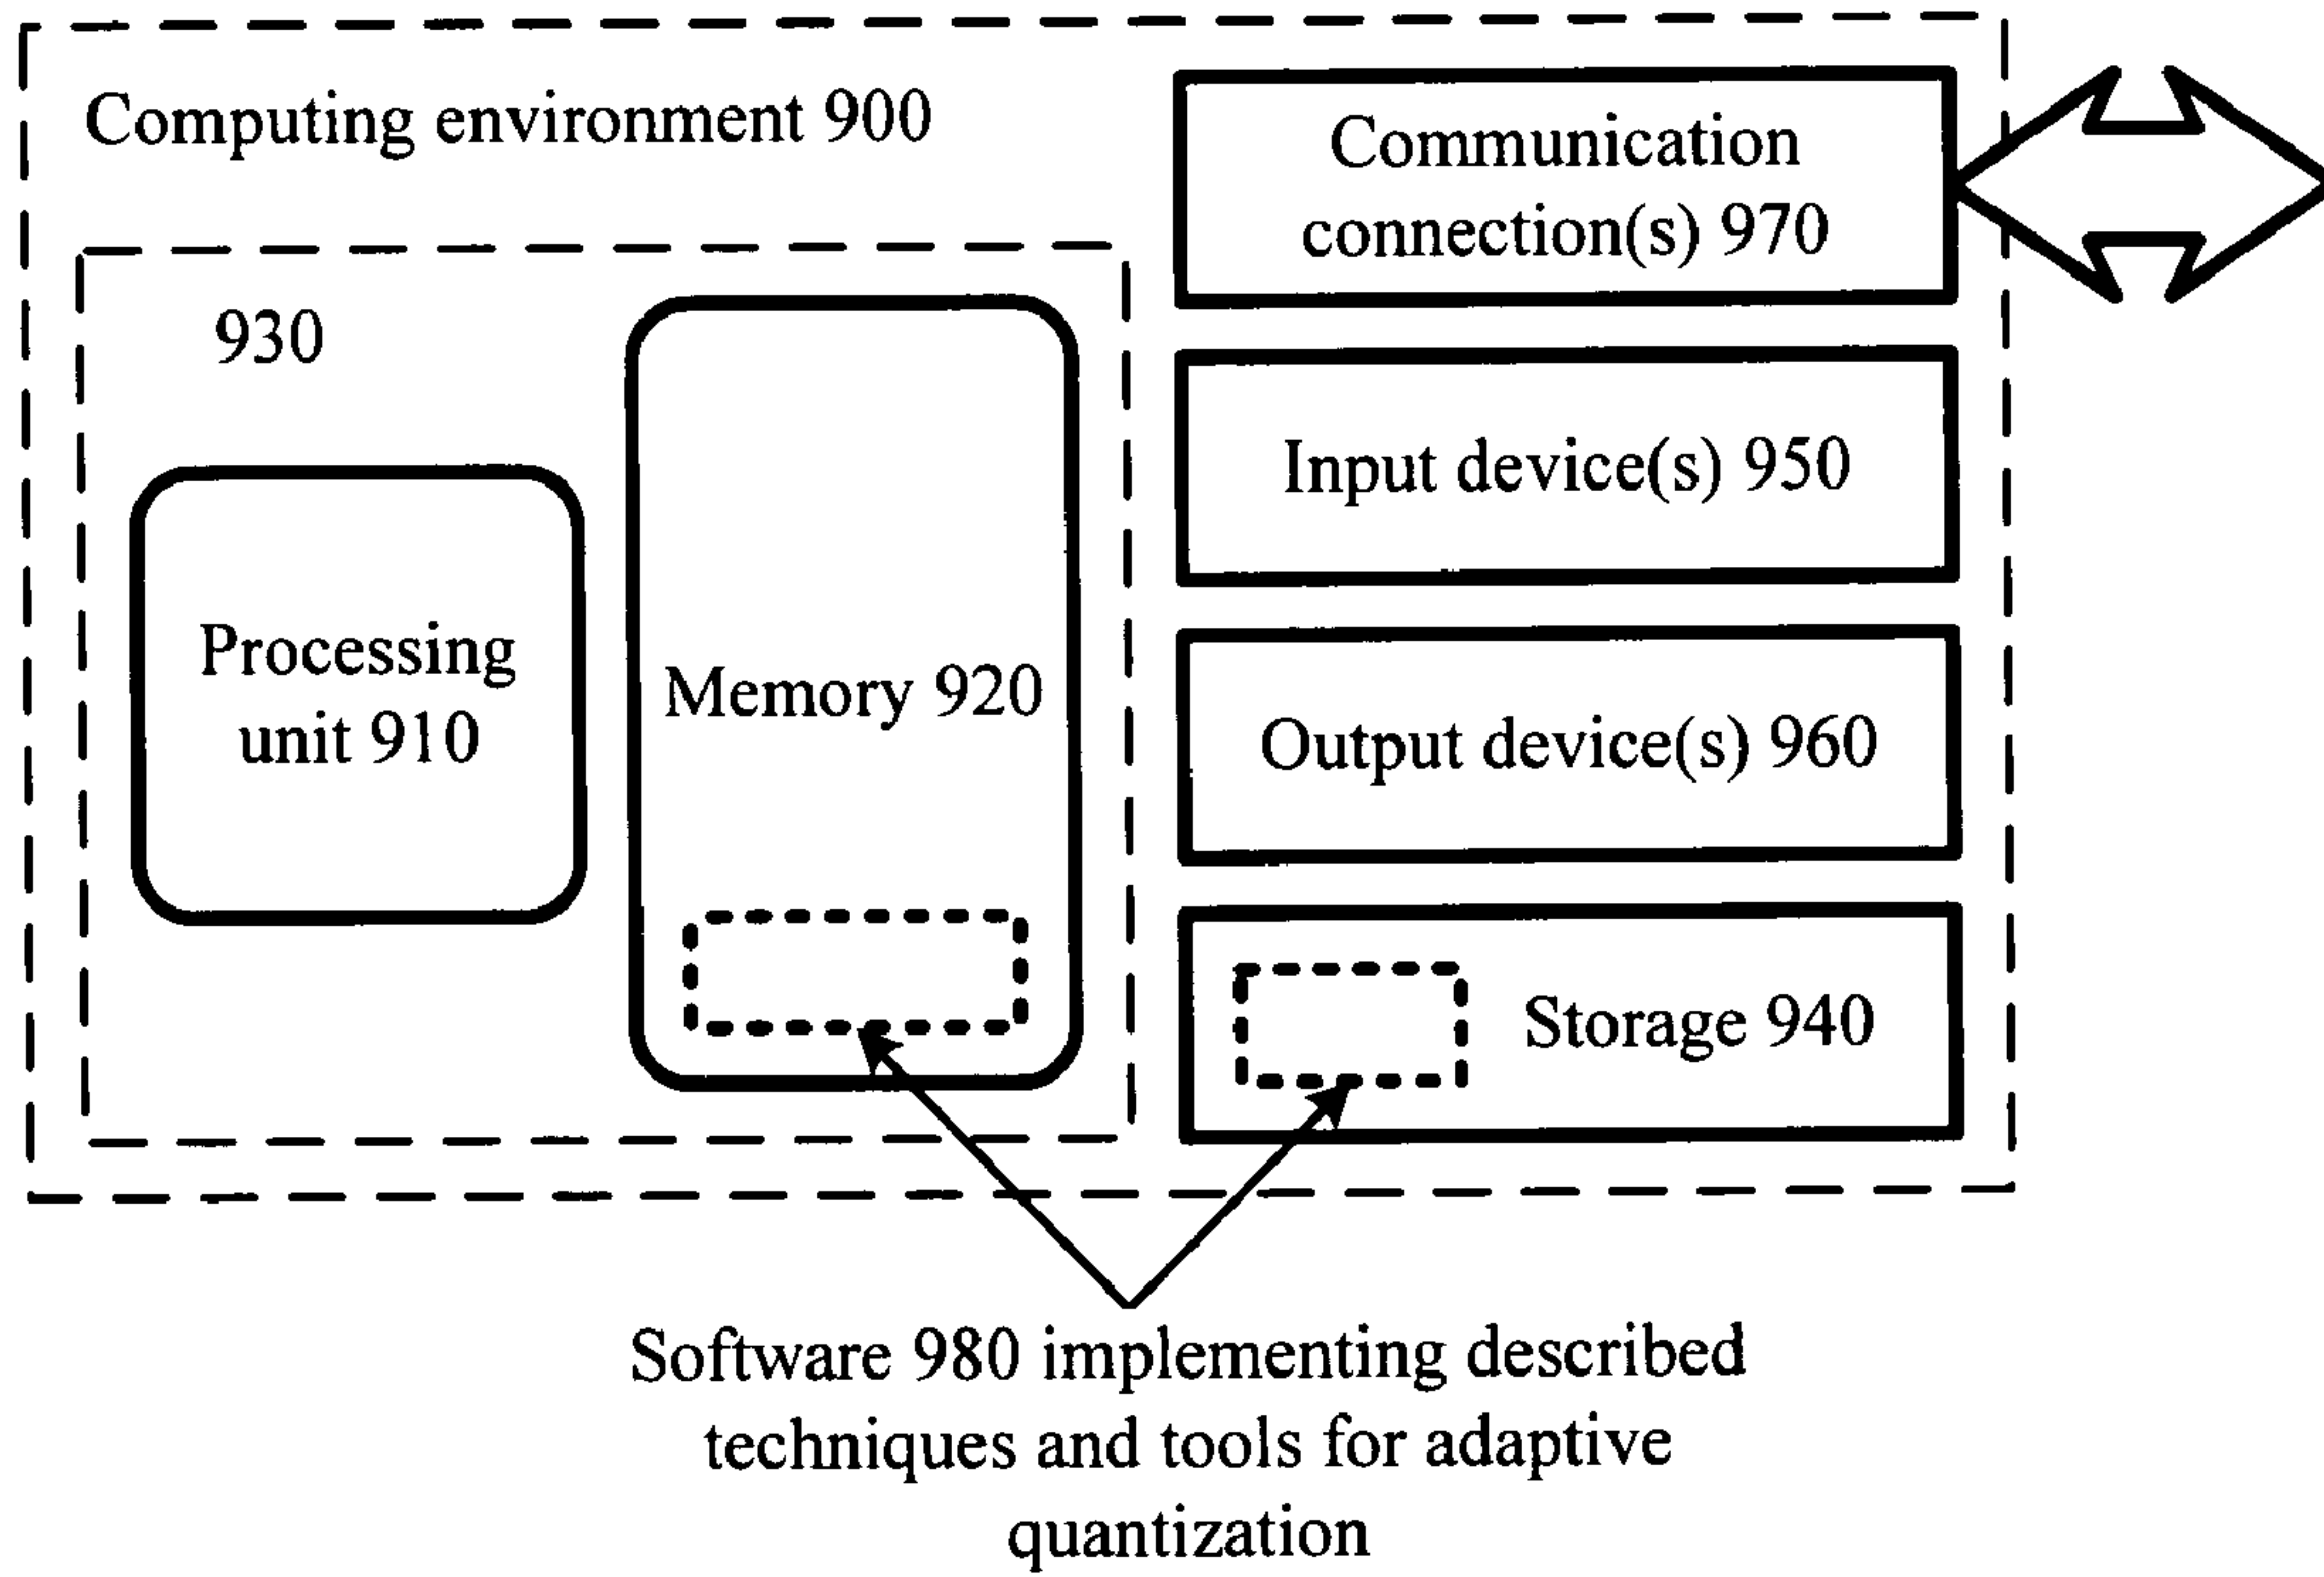 Computing environment 900
Communication
connection(s) 970
930
Input device(s) 950
Processing
unit 910
Memory 920
Output device(s) 960
Storage 940
Software 980 implementing described
techniques and tools for adaptive
quantization